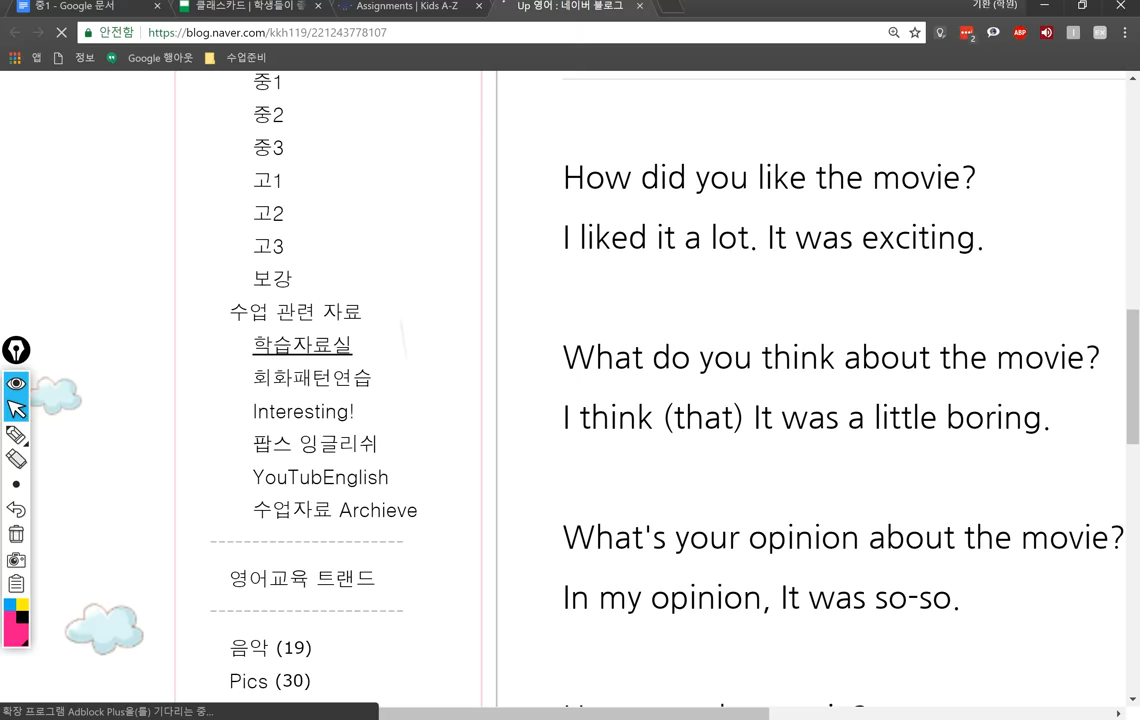 중1 - Google 문서
클래스카드 | 학생들이 좋
Assignments | Kids A-Z
Up 영어 : 네이버 블로그
기환 (학원)
안전함
https://blog.naver.com/kkh119/221243778107
앱
정보
Google 행아웃
수업준비
중1
중2
중3
고1
고2
고3
보강
수업 관련 자료
학습자료실
회화패턴연습
Interesting!
팝스 잉글리쉬
YouTubEnglish
수업자료 Archieve
영어교육 트랜드
음악 (19)
Pics (30)
How did you like the movie?
I liked it a lot. It was exciting.
What do you think about the movie?
I think (that) It was a little boring.
What's your opinion about the movie?
In my opinion, It was so-so.
확장 프로그램 Adblock Plus을(를) 기다리는 중...